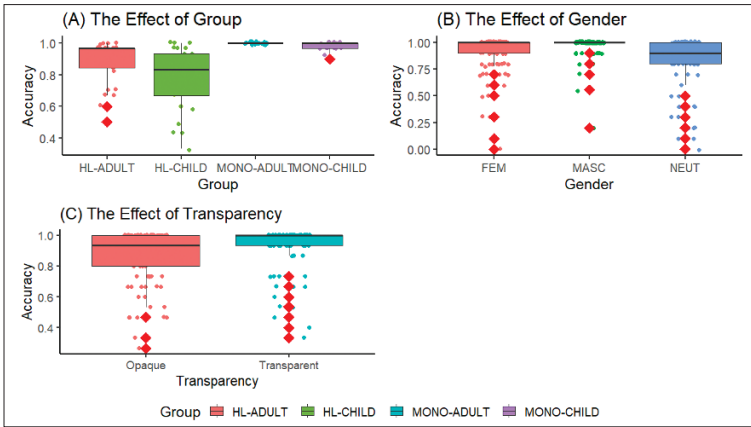 (A) The Effect of Group
Accuracy
1.0
0.8
0.6
0.4
HL-ADULT HL-CHILD MONO-ADULT MONO-CHILD
Group
(B) The Effect of Gender
Accuracy
1.00
0.75
0.50
0.25
0.00
FEM MASC NEUT
Gender
(C) The Effect of Transparency
Accuracy
1.0
0.8
0.6
0.4
Opaque Transparent
Transparency
Group HL-ADULT HL-CHILD MONO-ADULT MONO-CHILD